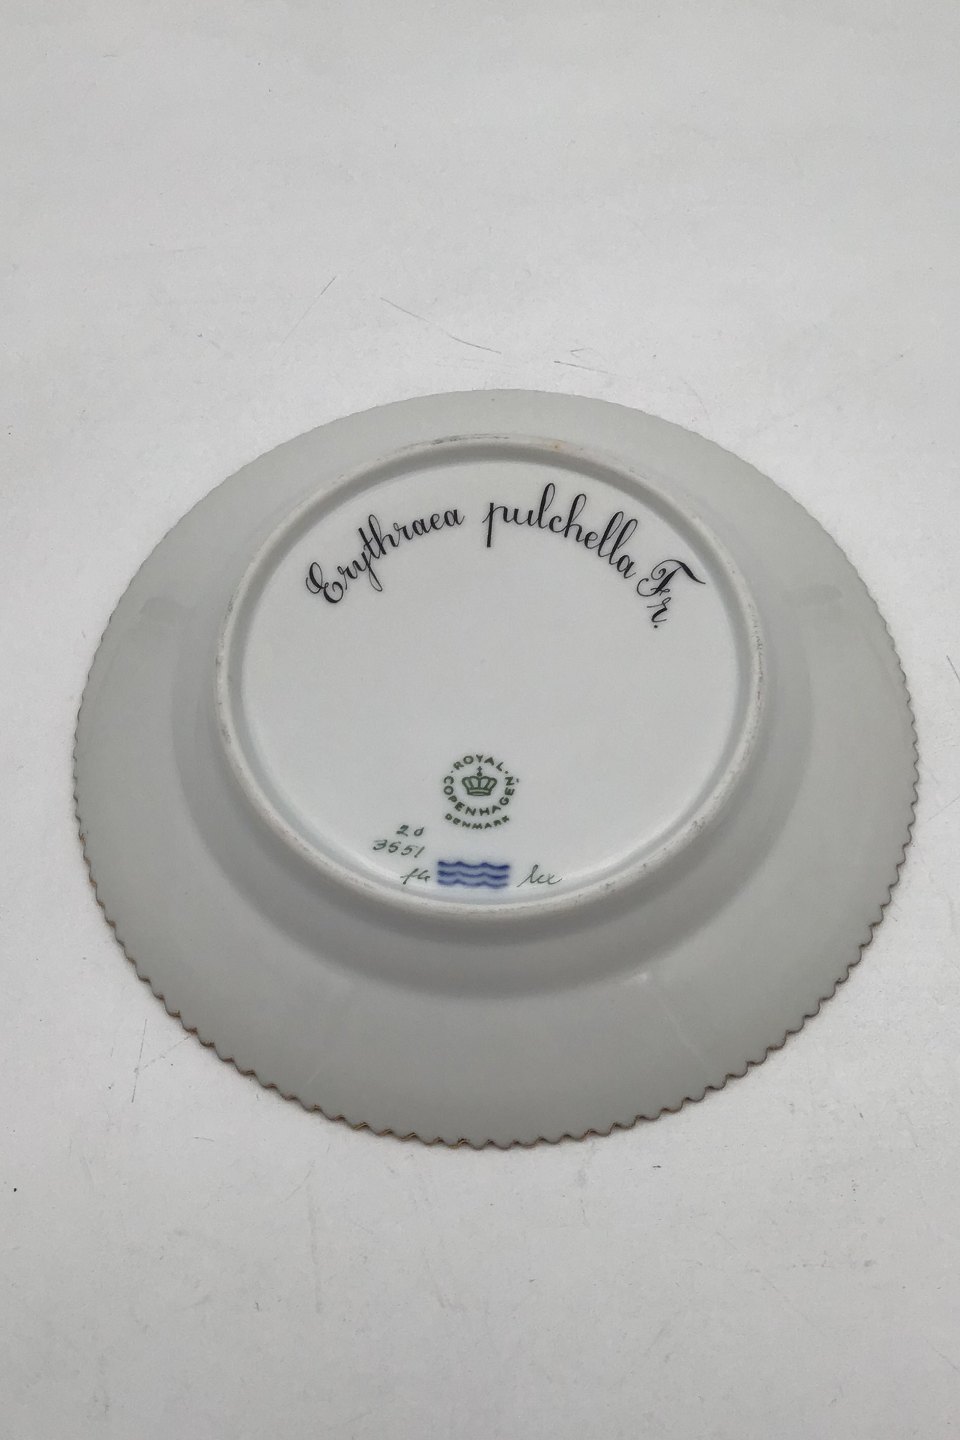 Erythraea pulchella Fr.
ROYAL COPENHAGEN
DENMARK
20
3551